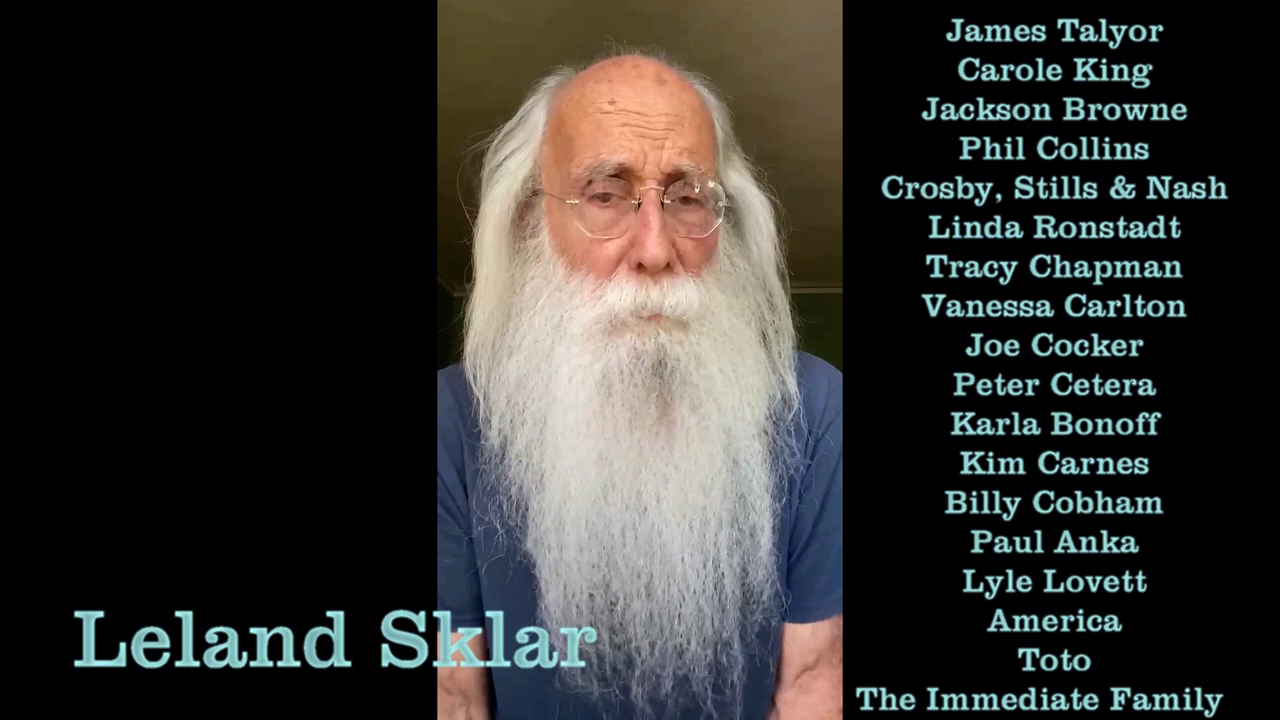 James Talyor
Carole King
Jackson Browne
Phil Collins
Crosby, Stills & Nash
Linda Ronstadt
Tracy Chapman
Vanessa Carlton
Joe Cocker
Peter Cetera
Karla Bonoff
Kim Carnes
Billy Cobham
Paul Anka
Lyle Lovett
America
Toto
The Immediate Family
Leland Sklar